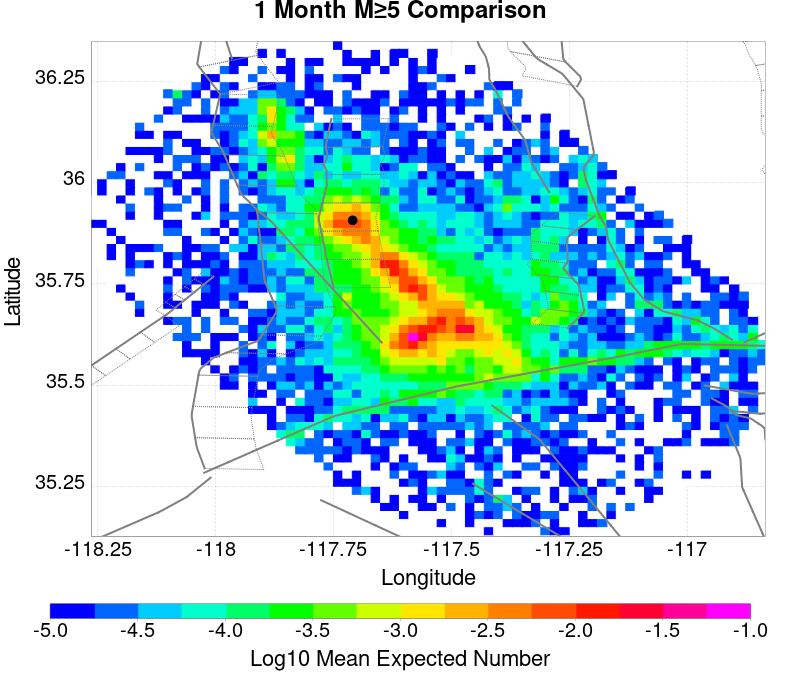 1 Month M≥5 Comparison
36.25
36
35.75
35.5
35.25
Latitude
-118.25 -118 -117.75 -117.5 -117.25 -117
Longitude
-5.0 -4.5 -4.0 -3.5 -3.0 -2.5 -2.0 -1.5 -1.0
Log10 Mean Expected Number